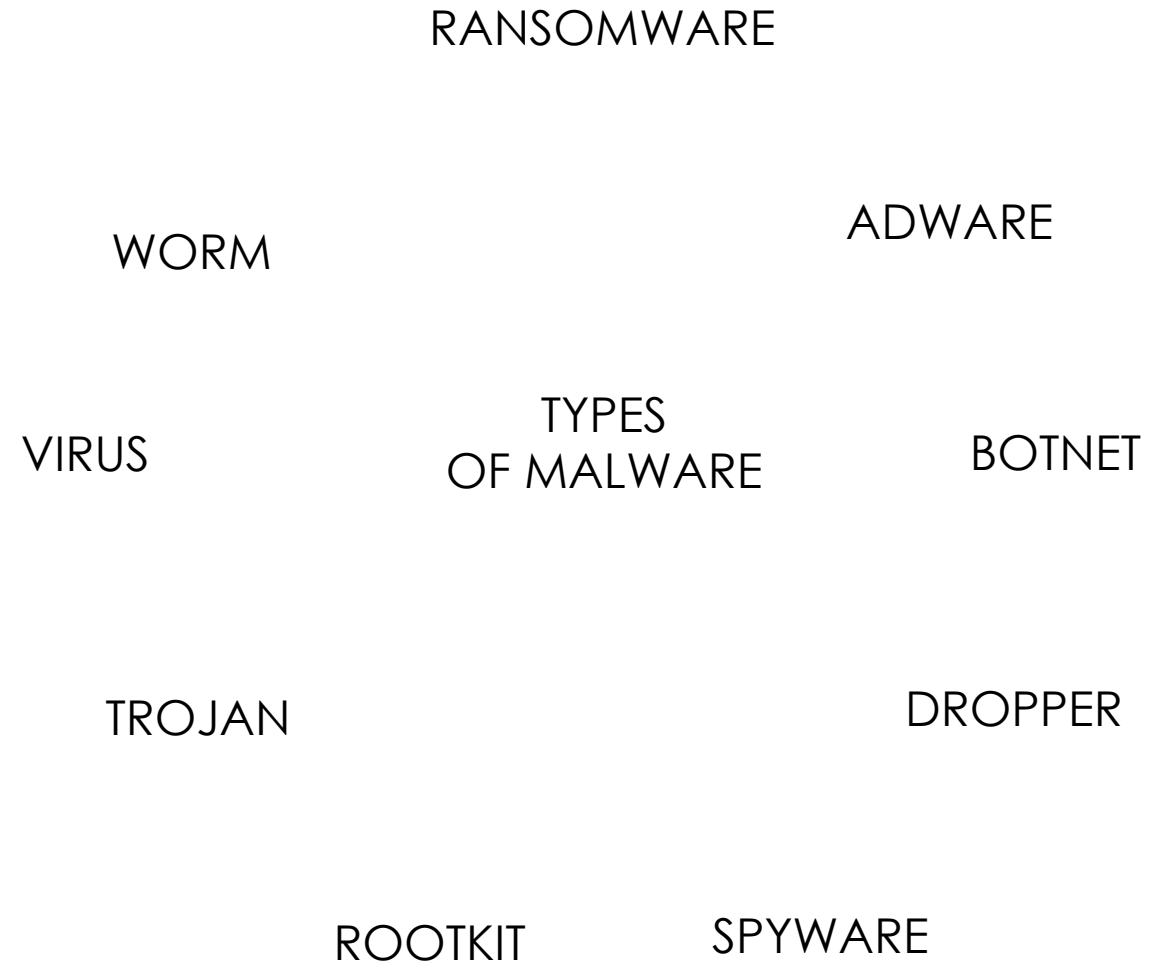 RANSOMWARE
ADWARE
WORM
TYPES
OF MALWARE
VIRUS
BOTNET
TROJAN
DROPPER
ROOTKIT
SPYWARE